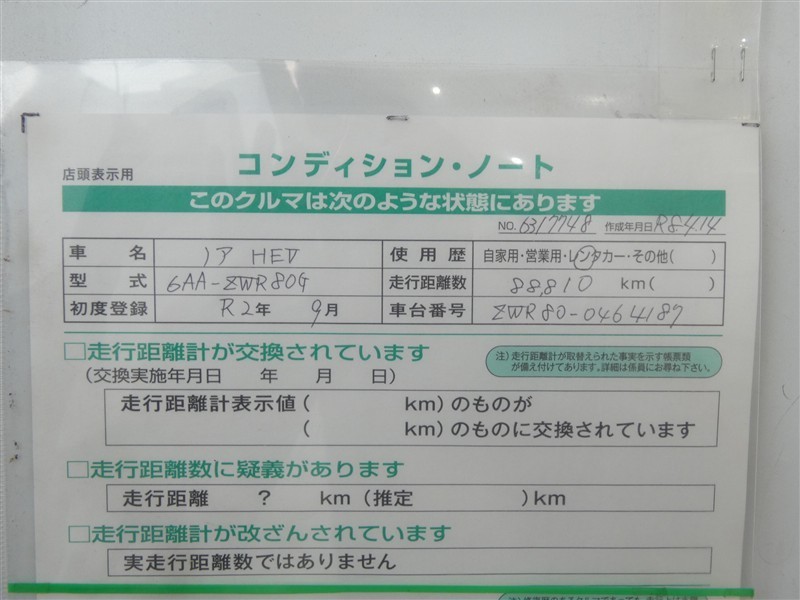 店頭表示用
コンディション・ノート
このクルマは次のような状態にあります
NO. 6317748 作成年月日 R8.4.14
車名 ノア HEV 使用歴 自家用・営業用・レンタカー・その他( )
型式 6AA-ZWR80G 走行距離数 88,810 km( )
初度登録 R2年 9月 車台番号 ZWR80-0464187
□走行距離計が交換されています
注）走行距離計が取替えられた事実を示す帳票類
が備え付けてあります。詳細は係員にお尋ね下さい。
(交換実施年月日 年 月 日)
走行距離計表示値( km)のものが
( km)のものに交換されています
□走行距離数に疑義があります
走行距離 ? km(推定 )km
□走行距離計が改ざんされています
実走行距離数ではありません